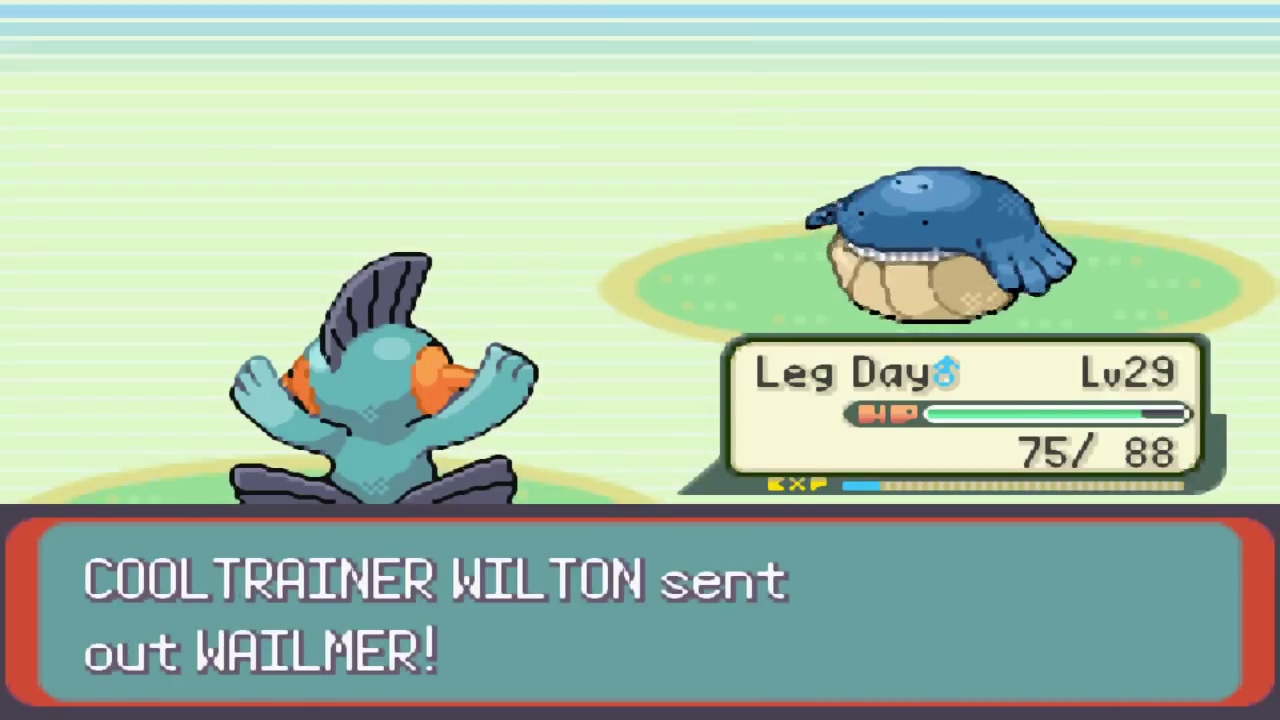 Leg Day♂ Lv29
HP
75/ 88
EXP
COOLTRAINER WILTON sent
out WAILMER!